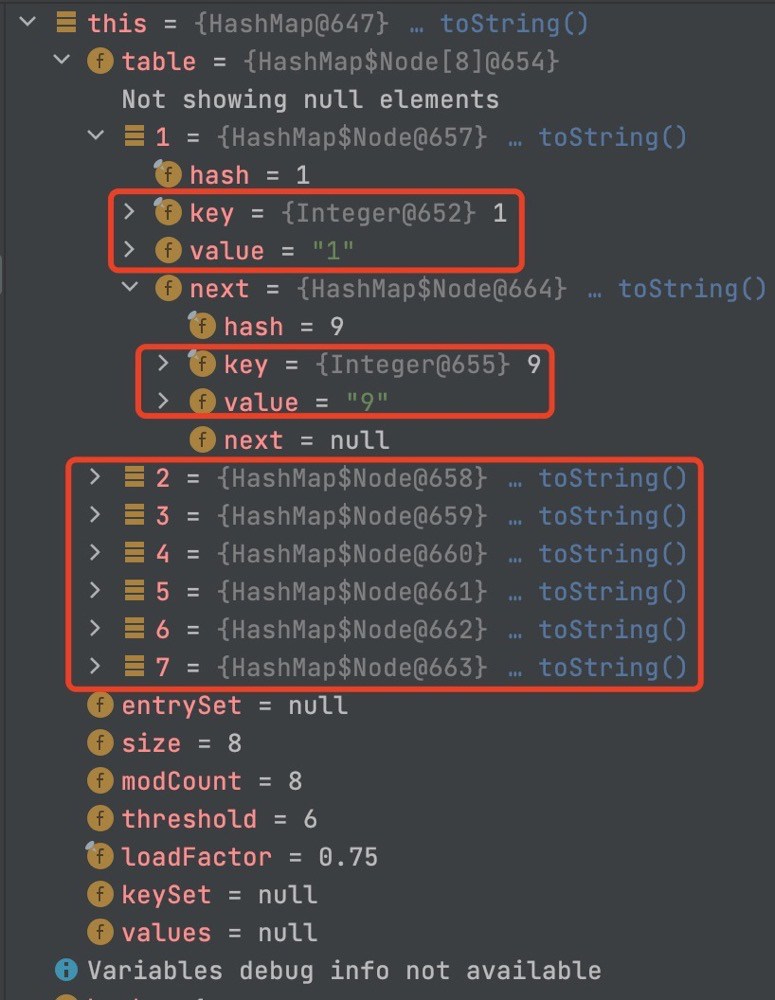 this = {HashMap@647} … toString()
f table = {HashMap$Node[8]@654}
Not showing null elements
1 = {HashMap$Node@657} … toString()
f hash = 1
f key = {Integer@652} 1
f value = "1"
f next = {HashMap$Node@664} … toString()
f hash = 9
f key = {Integer@655} 9
f value = "9"
f next = null
2 = {HashMap$Node@658} … toString()
3 = {HashMap$Node@659} … toString()
4 = {HashMap$Node@660} … toString()
5 = {HashMap$Node@661} … toString()
6 = {HashMap$Node@662} … toString()
7 = {HashMap$Node@663} … toString()
f entrySet = null
f size = 8
f modCount = 8
f threshold = 6
f loadFactor = 0.75
f keySet = null
f values = null
i Variables debug info not available